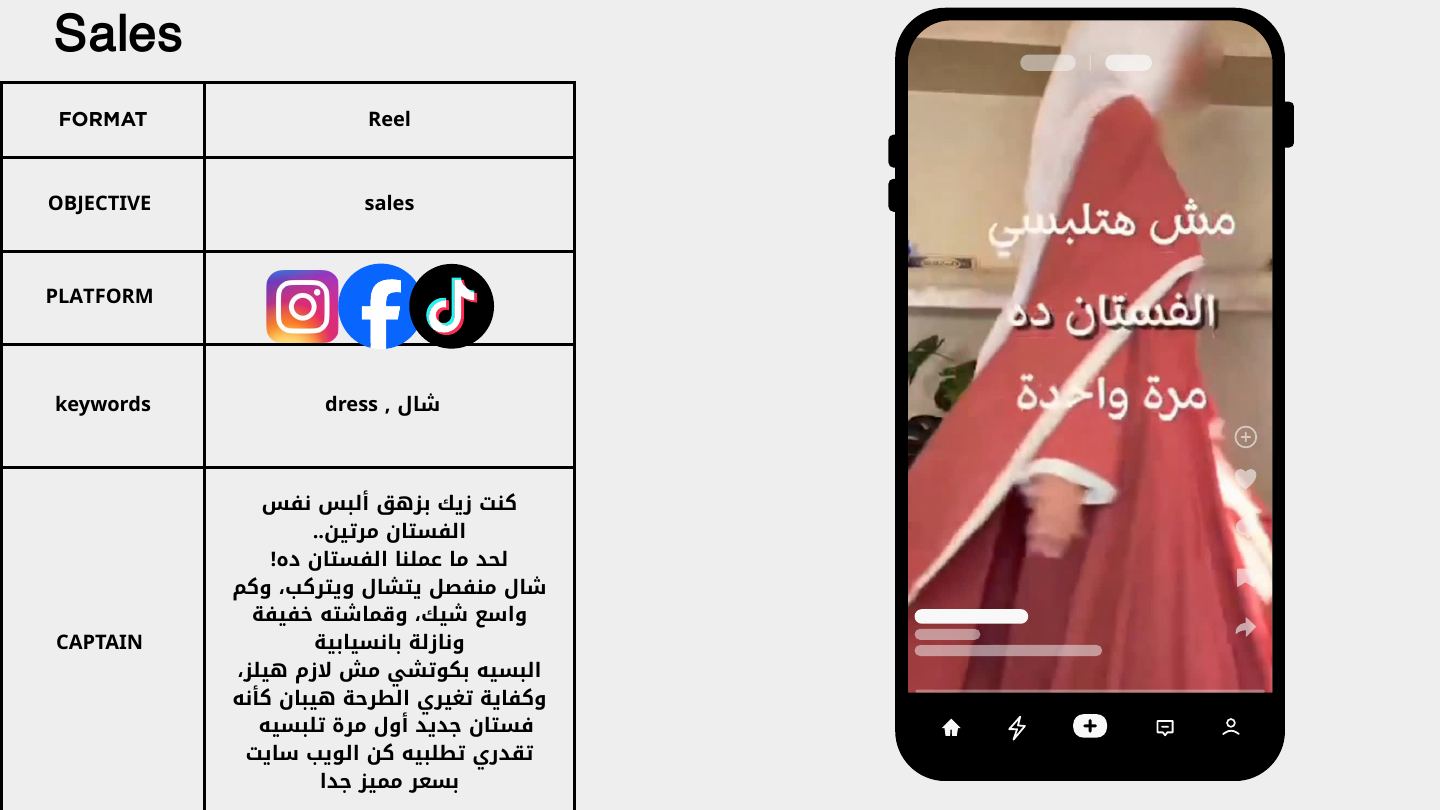 Sales
FORMAT
Reel
OBJECTIVE
sales
PLATFORM
keywords
dress , شال
CAPTAIN
كنت زيك بزهق ألبس نفس
الفستان مرتين..
لحد ما عملنا الفستان ده!
شال منفصل يتشال ويتركب، وكم
واسع شيك، وقماشته خفيفة
ونازلة بانسيابية
البسيه بكوتشي مش لازم هيلز،
وكفاية تغيري الطرحة هيبان كأنه
فستان جديد أول مرة تلبسيه
تقدري تطلبيه كن الويب سايت
بسعر مميز جدا
مش هتلبسي
الفستان ده
مرة واحدة